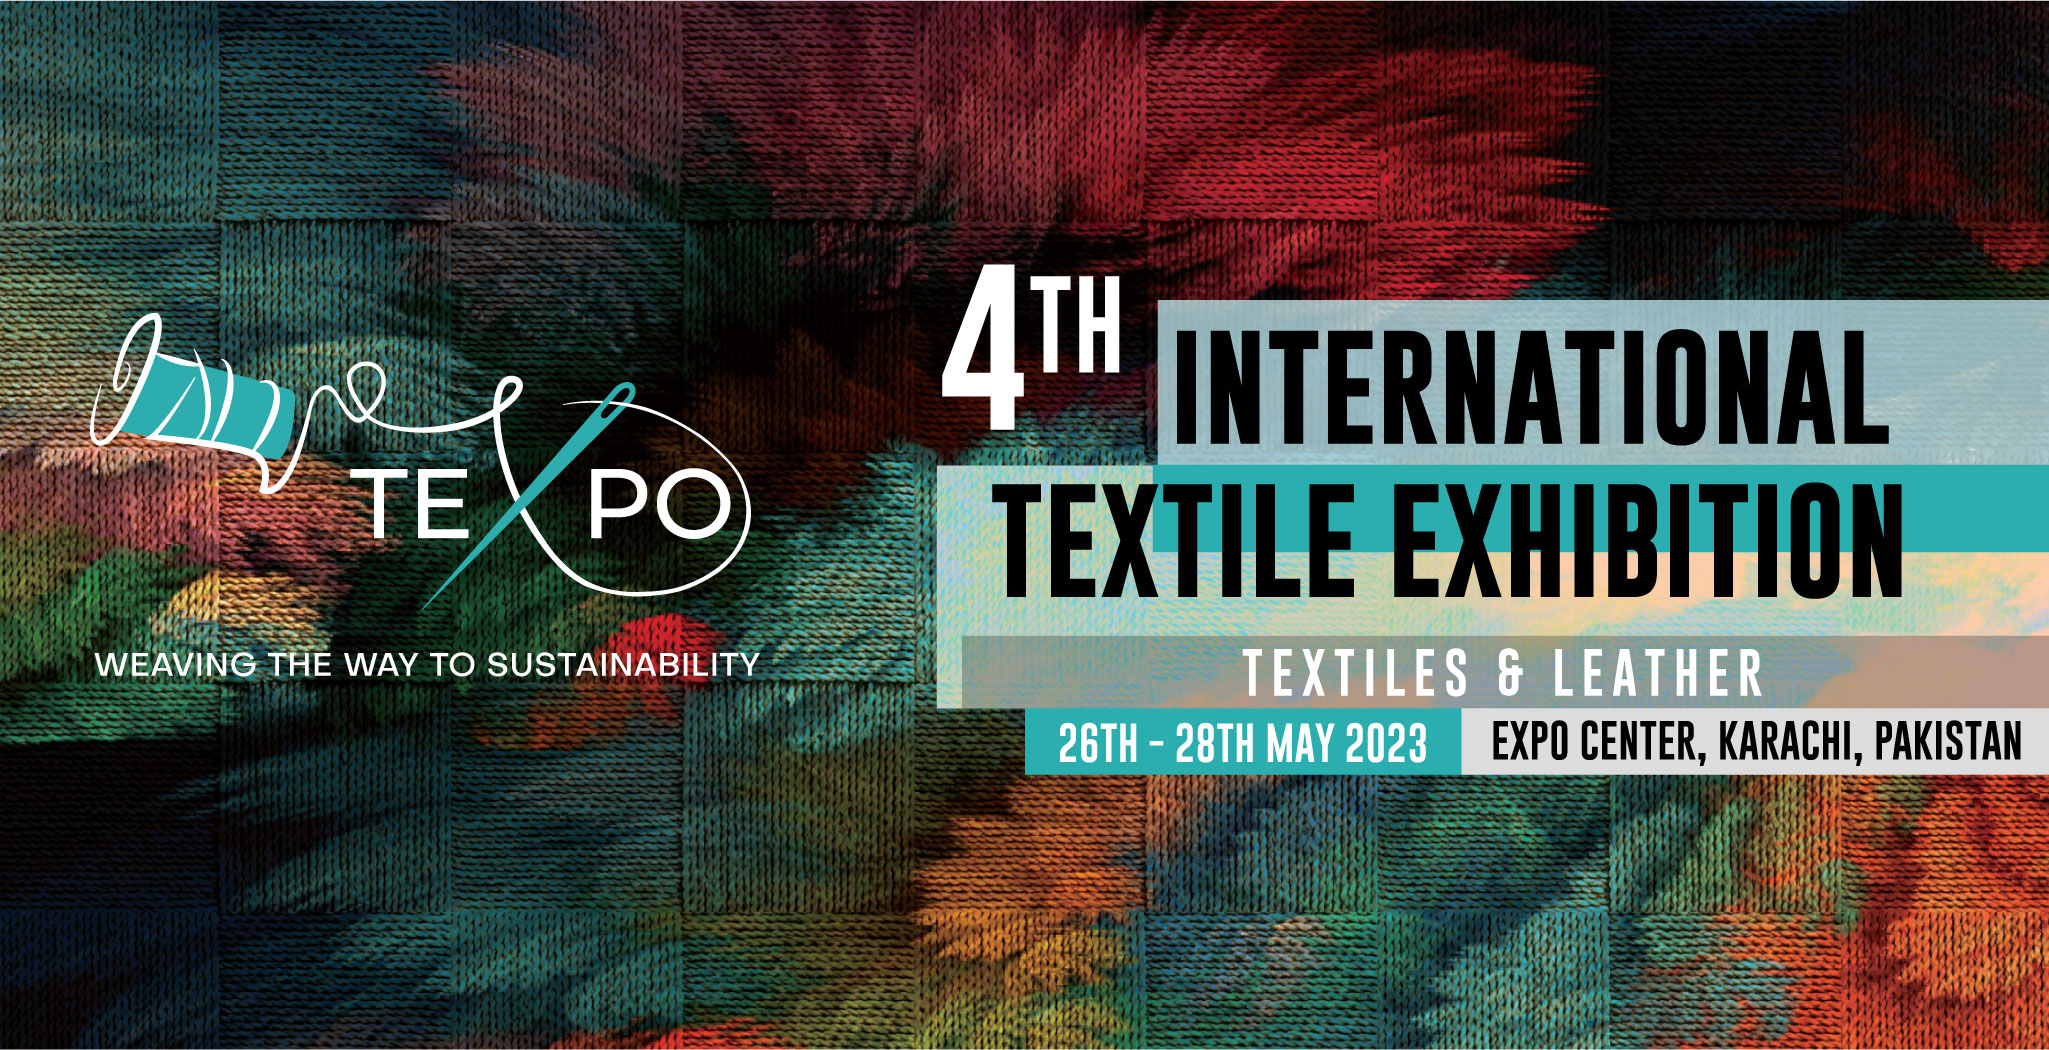 TEXPO
WEAVING THE WAY TO SUSTAINABILITY
4TH
INTERNATIONAL
TEXTILE EXHIBITION
TEXTILES & LEATHER
26TH - 28TH MAY 2023
EXPO CENTER, KARACHI, PAKISTAN